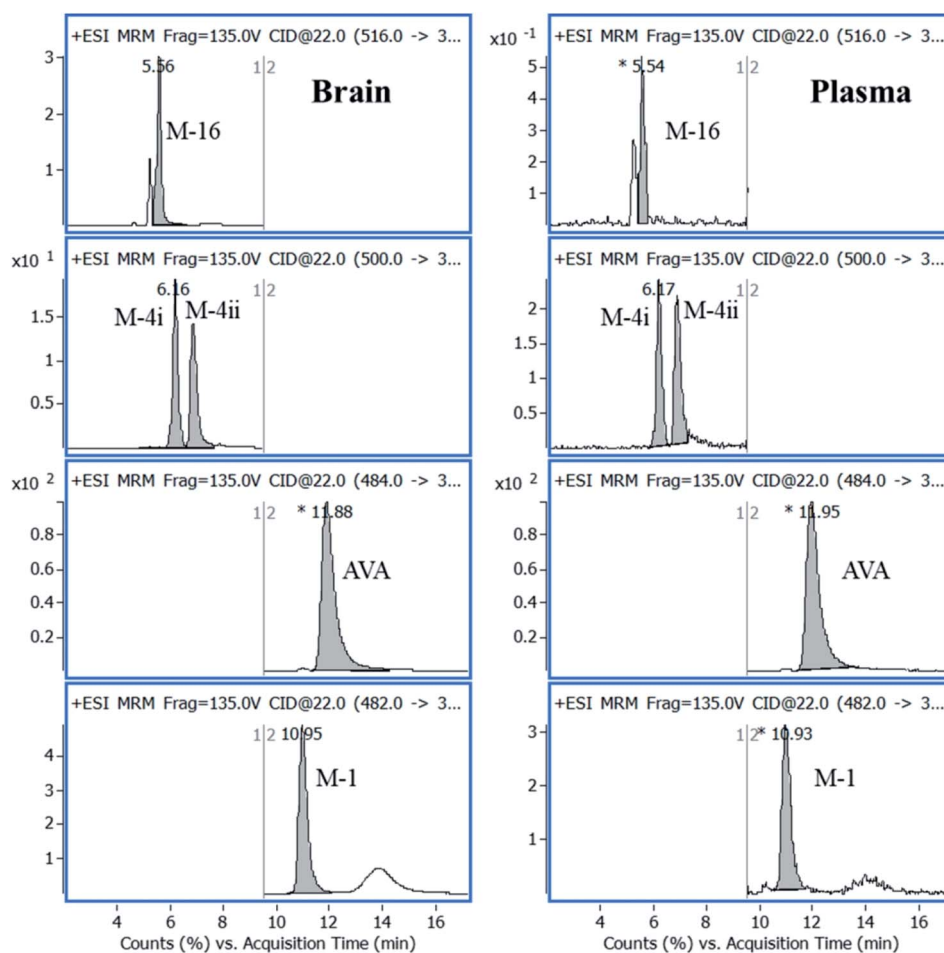 +ESI MRM Frag=135.0V CID@22.0 (516.0 -> 3...
3
2
1
5.56
1 2
Brain
M-16
x10 -1
+ESI MRM Frag=135.0V CID@22.0 (516.0 -> 3...
5
4
3
2
1
* 5.54
1 2
Plasma
M-16
x10 1
+ESI MRM Frag=135.0V CID@22.0 (500.0 -> 3...
1.5
1
0.5
6.16
1 2
M-4i
M-4ii
+ESI MRM Frag=135.0V CID@22.0 (500.0 -> 3...
2
1.5
1
0.5
6.17
1 2
M-4i
M-4ii
x10 2
+ESI MRM Frag=135.0V CID@22.0 (484.0 -> 3...
0.8
0.6
0.4
0.2
1 2
* 11.88
AVA
x10 2
+ESI MRM Frag=135.0V CID@22.0 (484.0 -> 3...
0.8
0.6
0.4
0.2
1 2
* 11.95
AVA
+ESI MRM Frag=135.0V CID@22.0 (482.0 -> 3...
4
3
2
1
1 2
10.95
M-1
+ESI MRM Frag=135.0V CID@22.0 (482.0 -> 3...
3
2
1
1 2
* 10.93
M-1
4 6 8 10 12 14 16
Counts (%) vs. Acquisition Time (min)
4 6 8 10 12 14 16
Counts (%) vs. Acquisition Time (min)